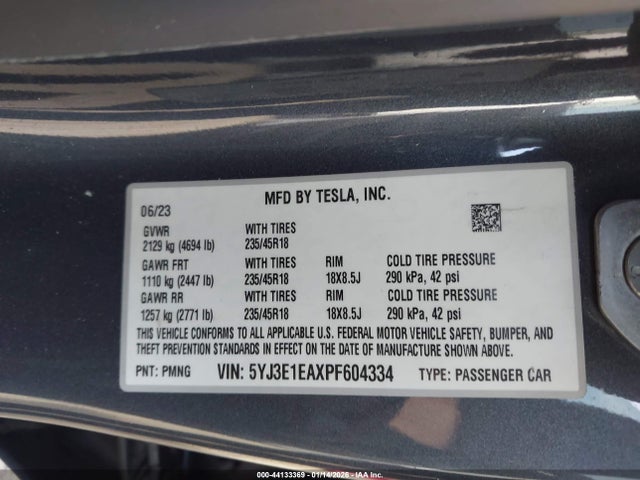 MFD BY TESLA, INC.
06/23
GVWR WITH TIRES
2129 kg (4694 lb) 235/45R18
GAWR FRT WITH TIRES RIM COLD TIRE PRESSURE
1110 kg (2447 lb) 235/45R18 18X8.5J 290 kPa, 42 psi
GAWR RR WITH TIRES RIM COLD TIRE PRESSURE
1257 kg (2771 lb) 235/45R18 18X8.5J 290 kPa, 42 psi
THIS VEHICLE CONFORMS TO ALL APPLICABLE U.S. FEDERAL MOTOR VEHICLE SAFETY, BUMPER, AND
THEFT PREVENTION STANDARDS IN EFFECT ON THE DATE OF MANUFACTURE SHOWN ABOVE.
PNT: PMNG VIN: 5YJ3E1EAXPF604334 TYPE: PASSENGER CAR
000-44133369 - 01/14/2026 - IAA Inc.